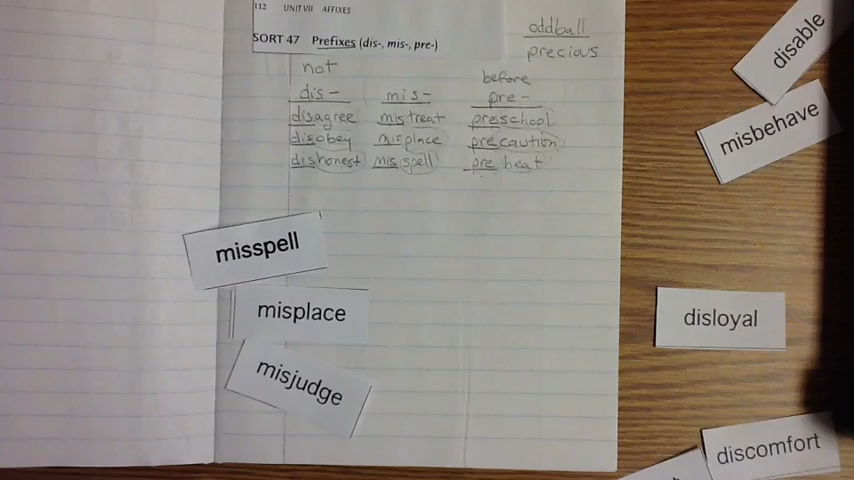 112 UNIT VII AFFIXES
SORT 47 Prefixes (dis-, mis-, pre-)
oddball
precious
not before
dis- mis- pre-
disagree mistreat preschool
disobey misplace precaution
dishonest misspell preheat
disable
misbehave
misspell
misplace
disloyal
misjudge
discomfort